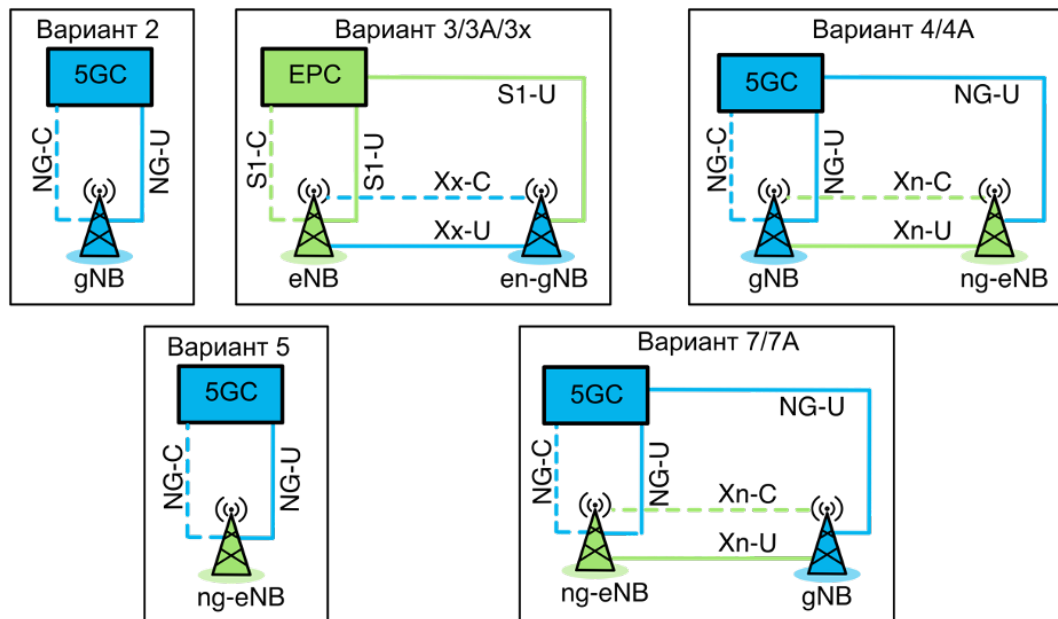 Вариант 2
5GC
NG-C
NG-U
gNB
Вариант 3/3A/3x
EPC
S1-U
S1-C
S1-U
Xx-C
Xx-U
eNB
en-gNB
Вариант 4/4A
5GC
NG-U
NG-C
NG-U
Xn-C
Xn-U
gNB
ng-eNB
Вариант 5
5GC
NG-C
NG-U
ng-eNB
Вариант 7/7A
5GC
NG-U
NG-C
NG-U
Xn-C
Xn-U
ng-eNB
gNB